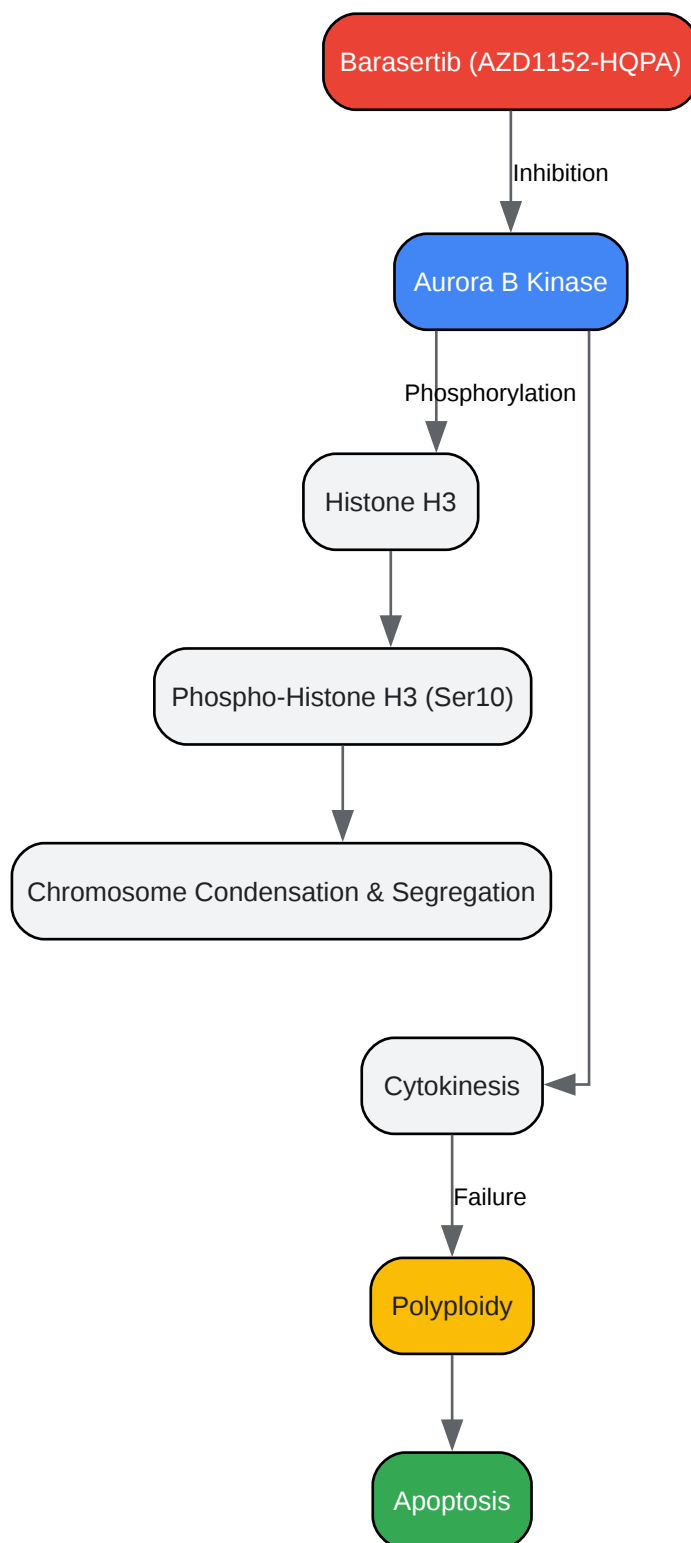 Barasertib (AZD1152-HQPA)
Inhibition
Aurora B Kinase
Phosphorylation
Histone H3
Phospho-Histone H3 (Ser10)
Chromosome Condensation & Segregation
Cytokinesis
Failure
Polyploidy
Apoptosis